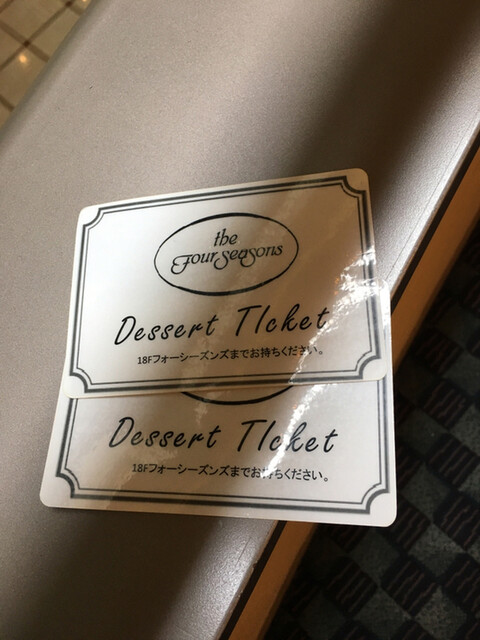 the
Four Seasons
Dessert TIcket
18Fフォーシーズンズまでお持ちください。
Dessert TIcket
18Fフォーシーズンズまでお持ちください。